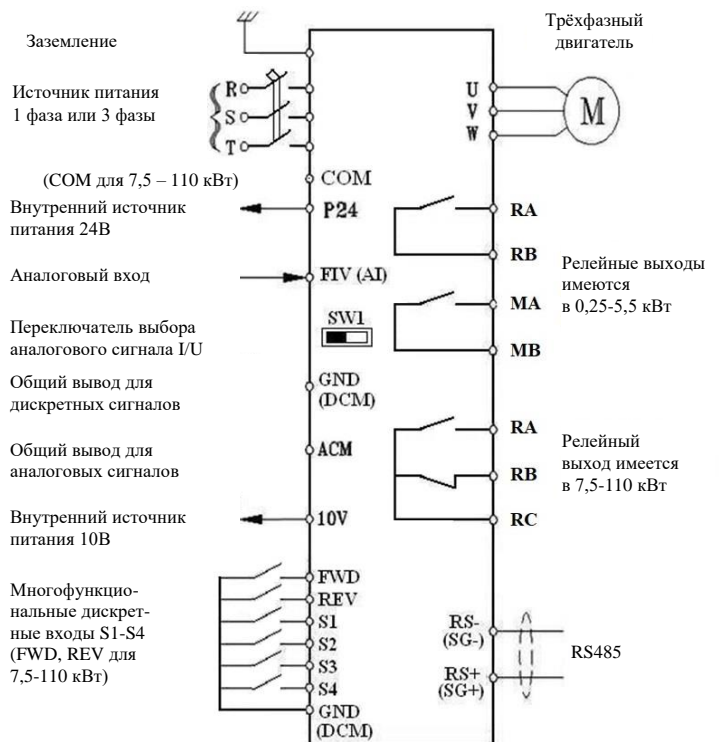 Заземление
Источник питания
1 фаза или 3 фазы
R
S
T
(COM для 7,5 – 110 кВт)
COM
Внутренний источник
питания 24В
P24
Аналоговый вход
FIV (AI)
Переключатель выбора
аналогового сигнала I/U
SW1
Общий вывод для
дискретных сигналов
GND
(DCM)
Общий вывод для
аналоговых сигналов
ACM
Внутренний источник
питания 10В
10V
Многофункцио-
нальные дискрет-
ные входы S1-S4
(FWD, REV для
7,5-110 кВт)
FWD
REV
S1
S2
S3
S4
GND
(DCM)
Трёхфазный
двигатель
U
V
W
M
RA
RB
MA
MB
Релейные выходы
имеются
в 0,25-5,5 кВт
RA
RB
RC
Релейный
выход имеется
в 7,5-110 кВт
RS-
(SG-)
RS+
(SG+)
RS485